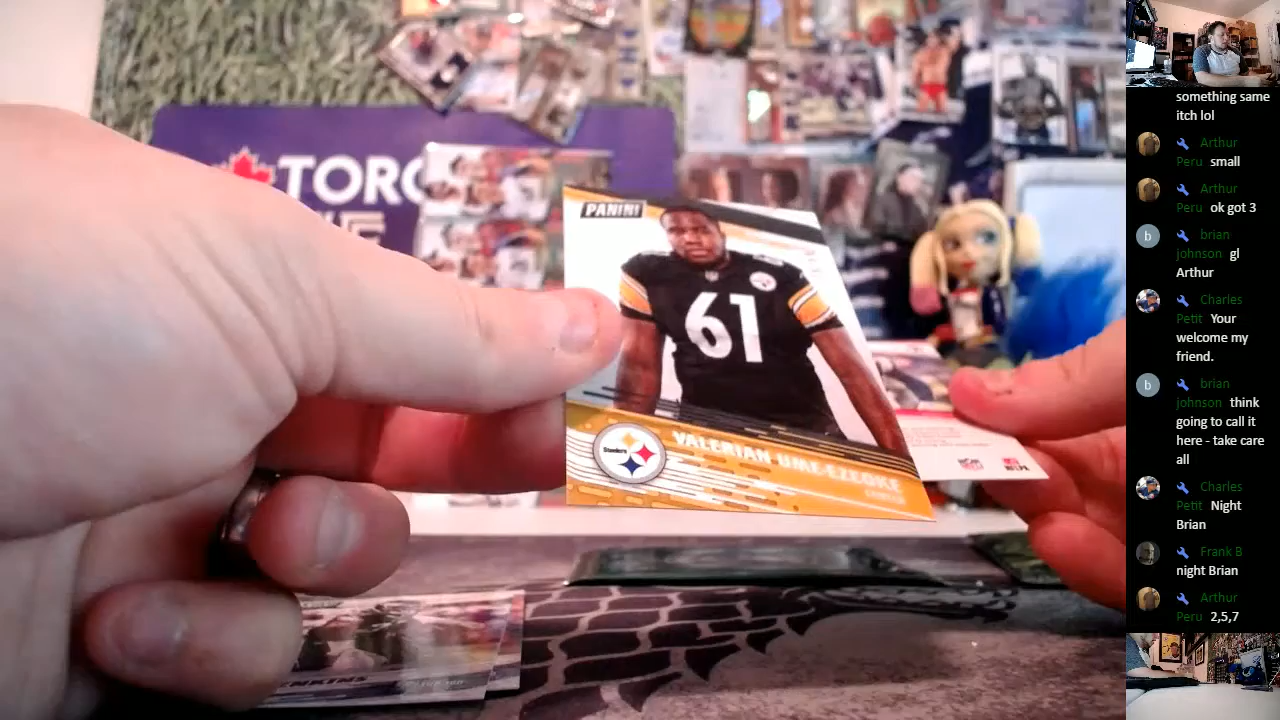 TORO
PANINI
61
Steelers
VALERIAN UME-EZEOKE
CENTER
something same
itch lol
Arthur
Peru small
Arthur
Peru ok got 3
b brian
johnson gl
Arthur
Charles
Petit Your
welcome my
friend.
b brian
johnson think
going to call it
here - take care
all
Charles
Petit Night
Brian
Frank B
night Brian
Arthur
Peru 2,5,7